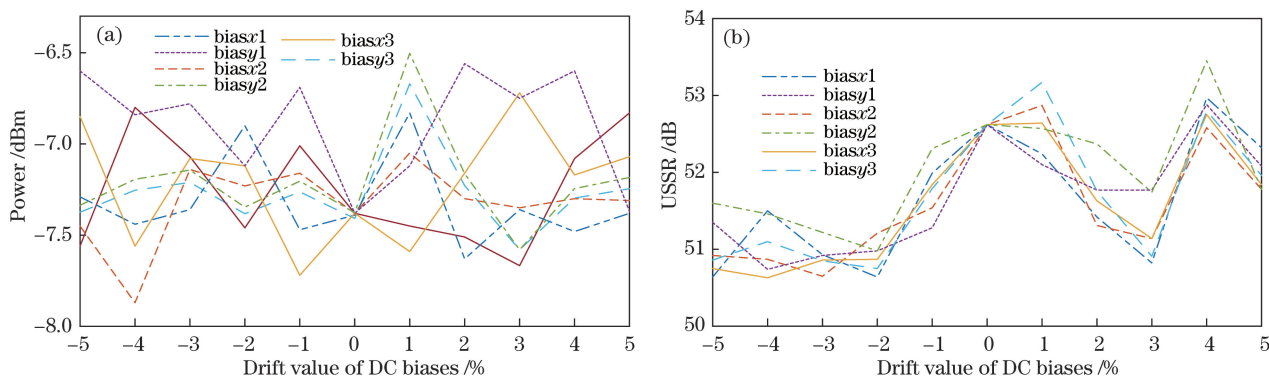 (a)
biasx1
biasy1
biasx2
biasy2
biasx3
biasy3
Power /dBm
−6.5
−7.0
−7.5
−8.0
−5 −4 −3 −2 −1 0 1 2 3 4 5
Drift value of DC biases /%
(b)
biasx1
biasy1
biasx2
biasy2
biasx3
biasy3
USSR /dB
54
53
52
51
50
−5 −4 −3 −2 −1 0 1 2 3 4 5
Drift value of DC biases /%